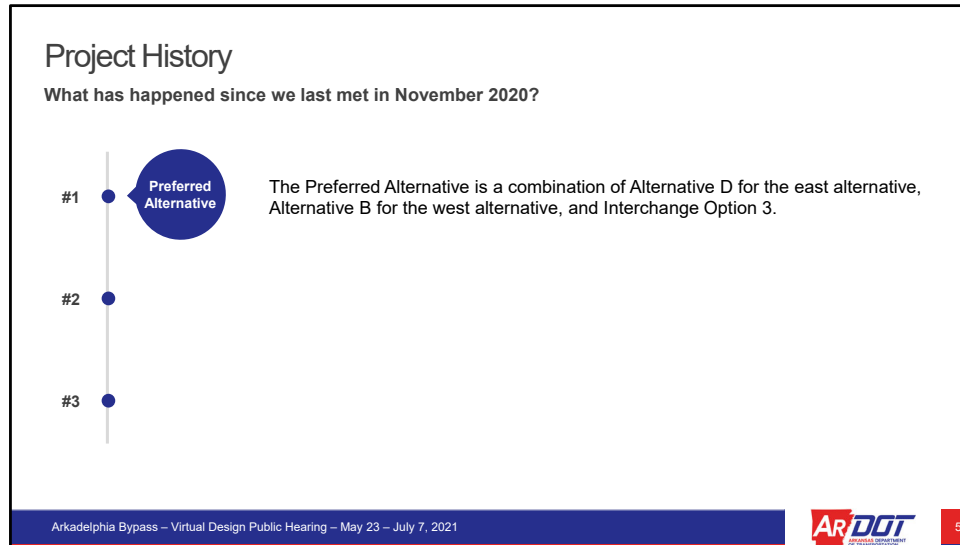 Project History
What has happened since we last met in November 2020?
#1
Preferred
Alternative
The Preferred Alternative is a combination of Alternative D for the east alternative,
Alternative B for the west alternative, and Interchange Option 3.
#2
#3
Arkadelphia Bypass – Virtual Design Public Hearing – May 23 – July 7, 2021
ARDOT
ARKANSAS DEPARTMENT
OF TRANSPORTATION
5